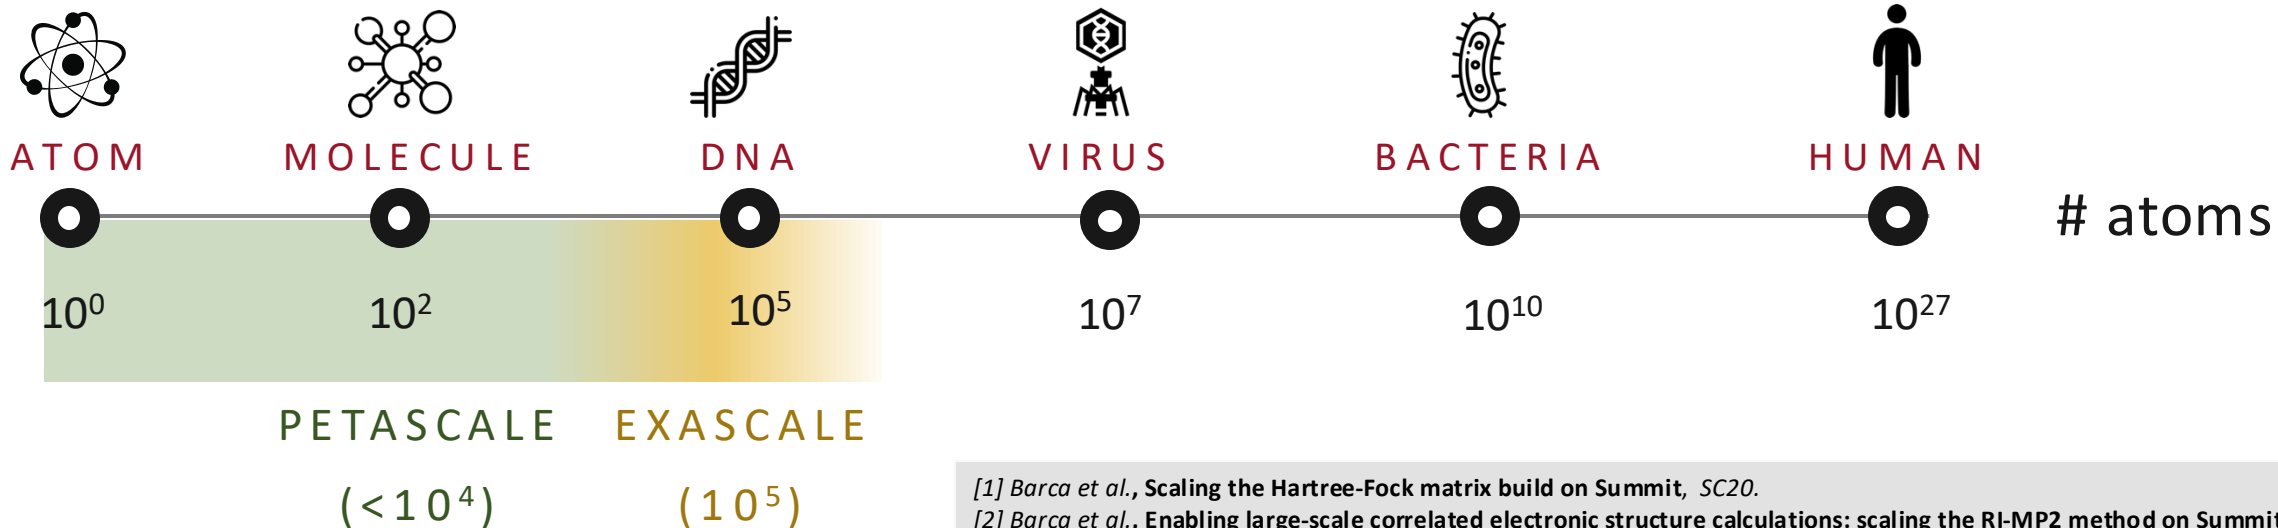 ATOM MOLECULE DNA VIRUS BACTERIA HUMAN
# atoms
10⁰ 10² 10⁵ 10⁷ 10¹⁰ 10²⁷
PETASCALE EXASCALE
(<10⁴) (10⁵)
[1] Barca et al., Scaling the Hartree-Fock matrix build on Summit, SC20.
[2] Barca et al., Enabling large-scale correlated electronic structure calculations: scaling the RI-MP2 method on Summit